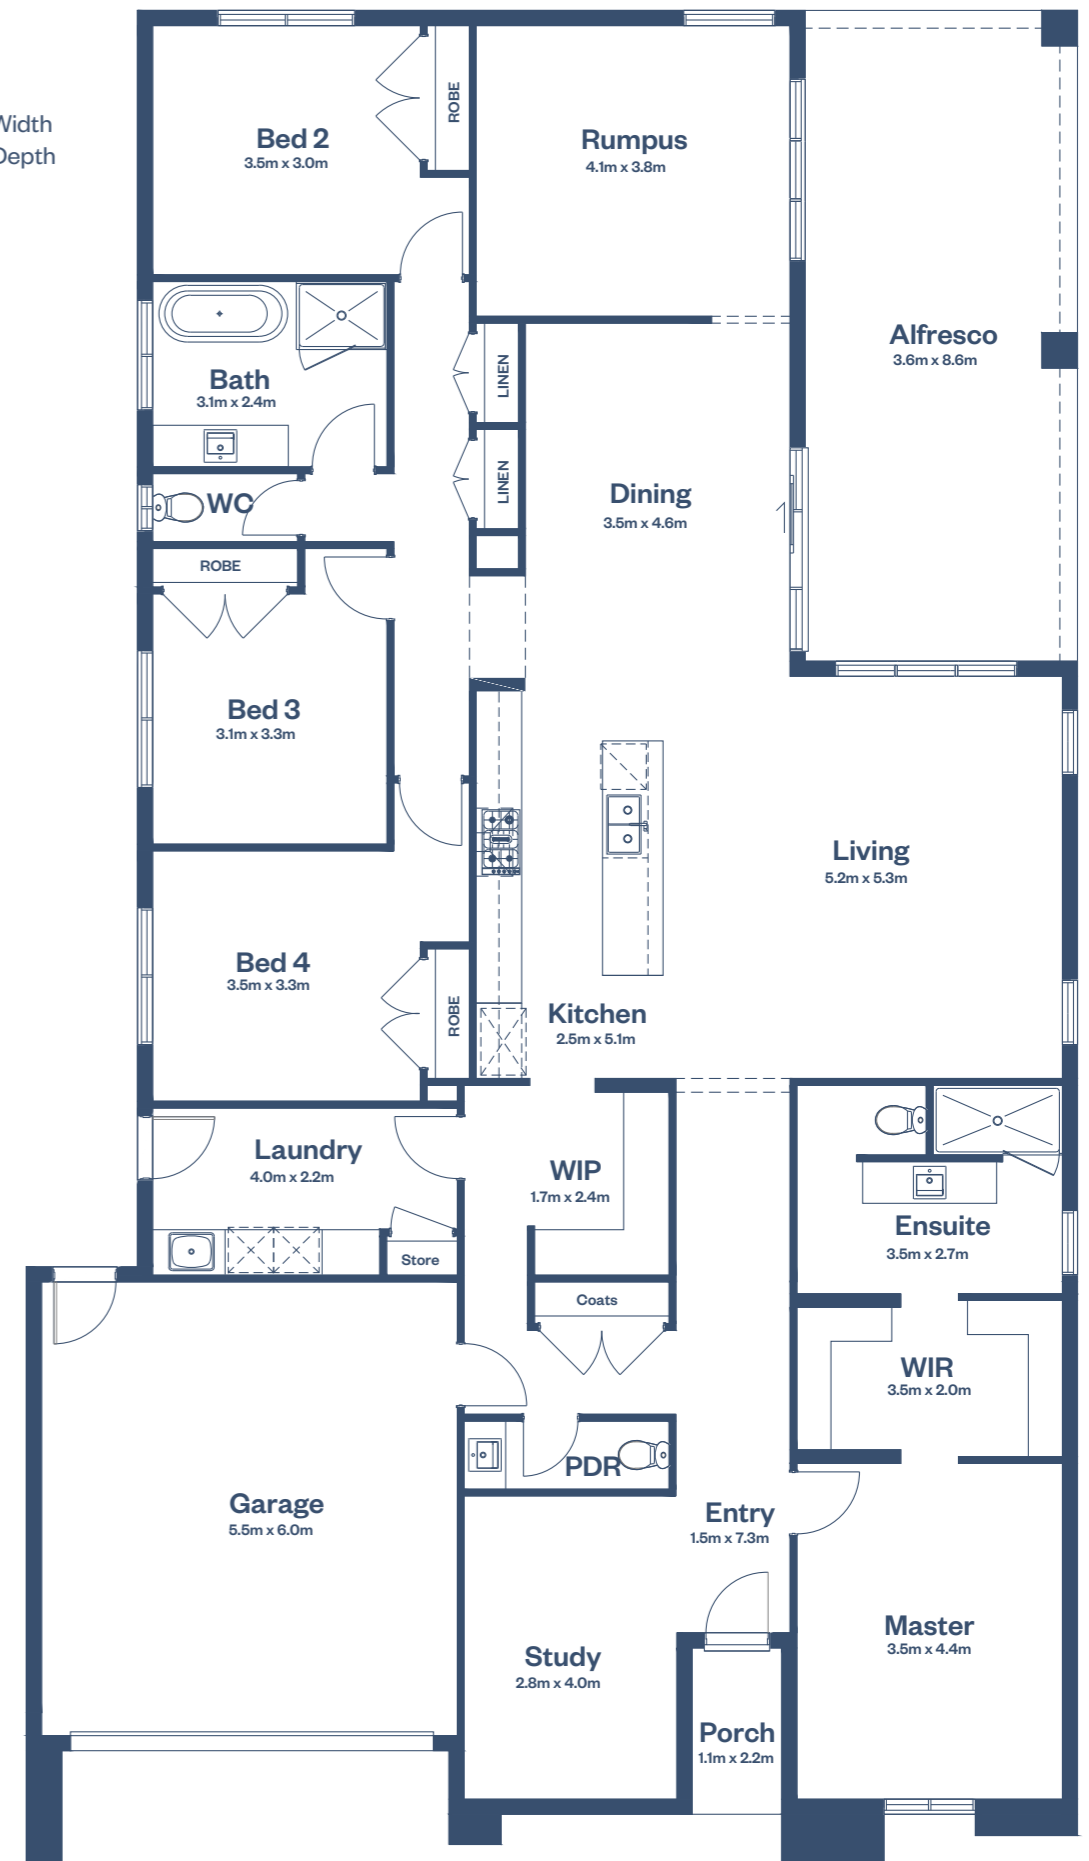 Width
Depth
Bed 2
3.5m x 3.0m
ROBE
Rumpus
4.1m x 3.8m
Alfresco
3.6m x 8.6m
Bath
3.1m x 2.4m
LINEN
LINEN
WC
Dining
3.5m x 4.6m
ROBE
Bed 3
3.1m x 3.3m
Living
5.2m x 5.3m
Bed 4
3.5m x 3.3m
ROBE
Kitchen
2.5m x 5.1m
Laundry
4.0m x 2.2m
Store
WIP
1.7m x 2.4m
Ensuite
3.5m x 2.7m
Coats
WIR
3.5m x 2.0m
PDR
Garage
5.5m x 6.0m
Entry
1.5m x 7.3m
Master
3.5m x 4.4m
Study
2.8m x 4.0m
Porch
1.1m x 2.2m